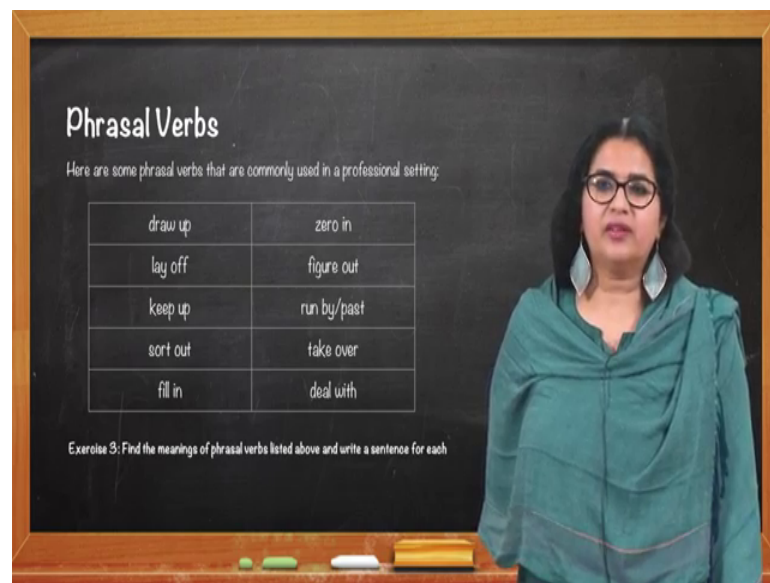 Phrasal Verbs
Here are some phrasal verbs that are commonly used in a professional setting:
draw up zero in
lay off figure out
keep up run by/past
sort out take over
fill in deal with
Exercise 3: Find the meanings of phrasal verbs listed above and write a sentence for each